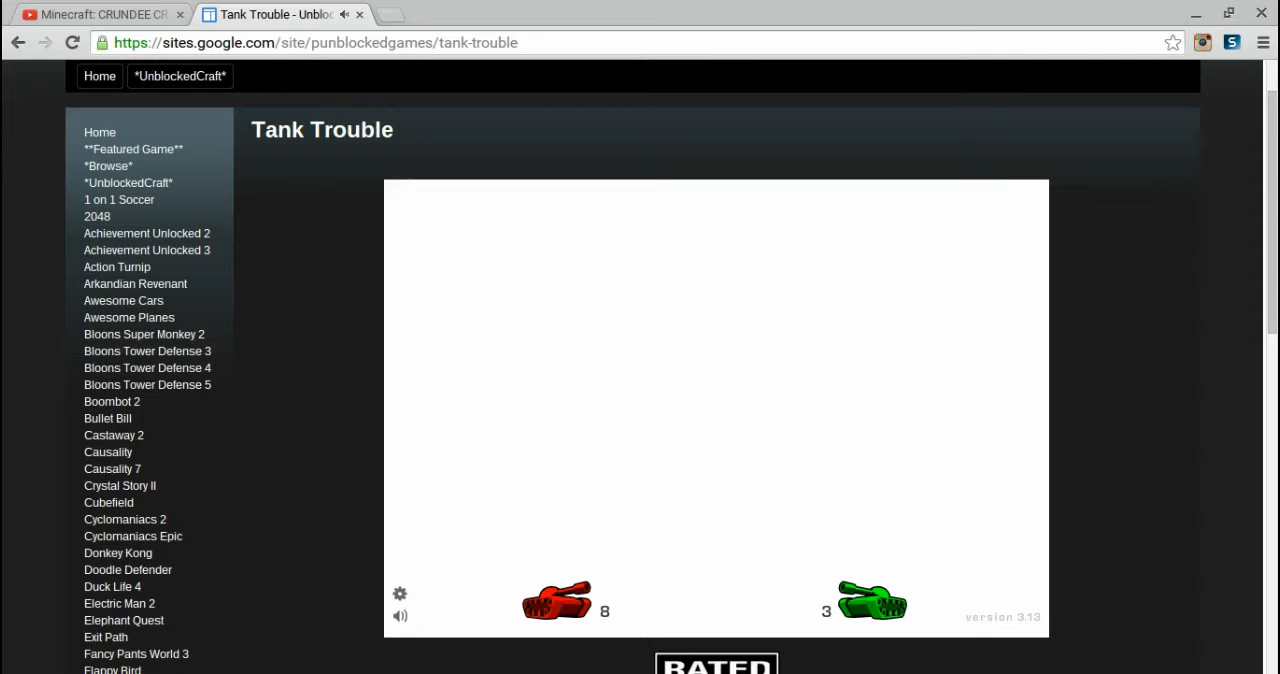 Minecraft: CRUNDEE CR
Tank Trouble - Unbloc
https://sites.google.com/site/punblockedgames/tank-trouble
Home
*UnblockedCraft*
Tank Trouble
Home
**Featured Game**
*Browse*
*UnblockedCraft*
1 on 1 Soccer
2048
Achievement Unlocked 2
Achievement Unlocked 3
Action Turnip
Arkandian Revenant
Awesome Cars
Awesome Planes
Bloons Super Monkey 2
Bloons Tower Defense 3
Bloons Tower Defense 4
Bloons Tower Defense 5
Boombot 2
Bullet Bill
Castaway 2
Causality
Causality 7
Crystal Story II
Cubefield
Cyclomaniacs 2
Cyclomaniacs Epic
Donkey Kong
Doodle Defender
Duck Life 4
Electric Man 2
Elephant Quest
Exit Path
Fancy Pants World 3
Flappy Bird
8
3
version 3.13
RATED